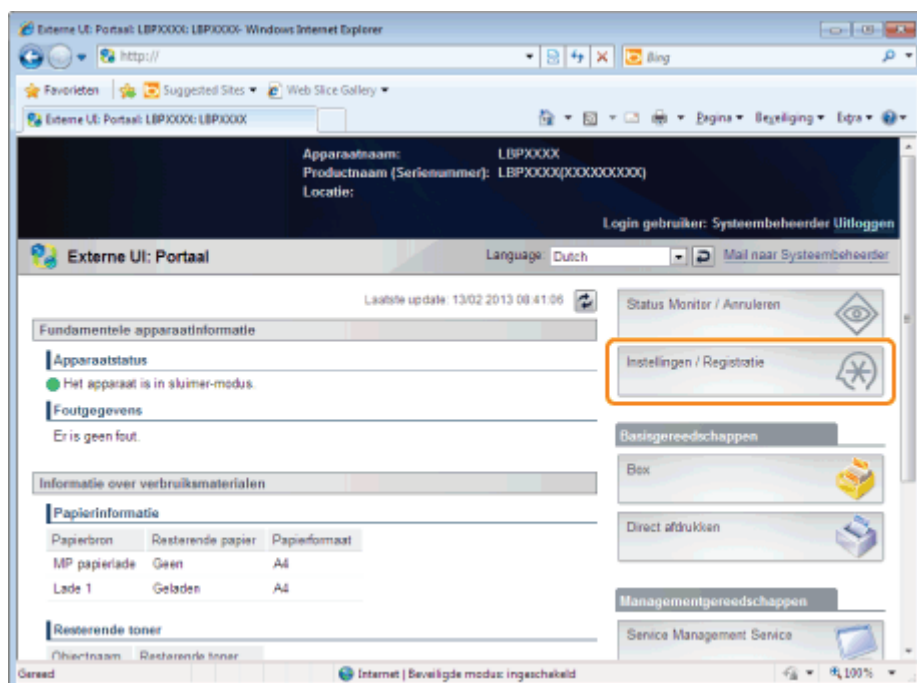 Externe UI: Portaal: LBPXXXX: LBPXXXX- Windows Internet Explorer
http://
Bing
Favorieten Suggested Sites Web Slice Gallery
Externe UI: Portaal: LBPXXXX: LBPXXXX
Pagina Beveiliging Extra
Apparaatnaam: LBPXXXX
Productnaam (Serienummer): LBPXXXX(XXXXXXXXX)
Locatie:
Login gebruiker: Systeembeheerder Uitloggen
Externe UI: Portaal
Language: Dutch
Mail naar Systeembeheerder
Laatste update: 13/02 2013 08:41:06
Fundamentele apparaatinformatie
Apparaatstatus
Het apparaat is in sluimer-modus.
Foutgegevens
Er is geen fout.
Informatie over verbruiksmaterialen
Papierinformatie
Papierbron Resterende papier Papierformaat
MP papierlade Geen A4
Lade 1 Geladen A4
Resterende toner
Objectnaam Resterende toner
Status Monitor / Annuleren
Instellingen / Registratie
Basisgereedschappen
Box
Direct afdrukken
Managementgereedschappen
Service Management Service
Gereed
Internet | Beveiligde modus: ingeschakeld
100%